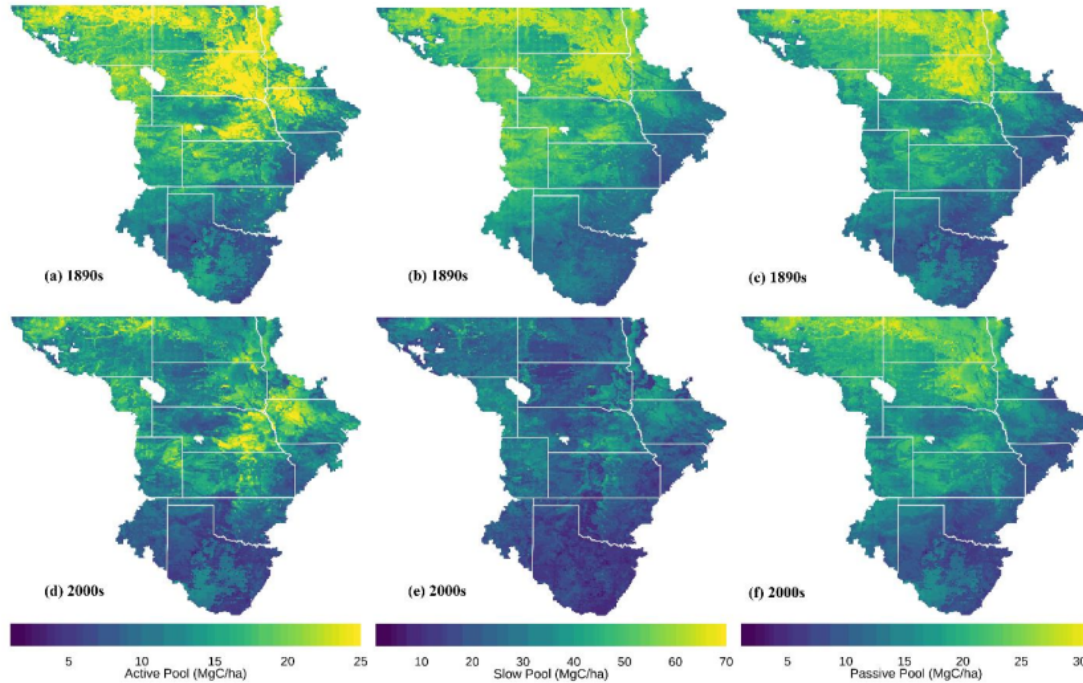 (a) 1890s
(b) 1890s
(c) 1890s
(d) 2000s
(e) 2000s
(f) 2000s
5 10 15 20 25
Active Pool (MgC/ha)
10 20 30 40 50 60 70
Slow Pool (MgC/ha)
5 10 15 20 25 30
Passive Pool (MgC/ha)